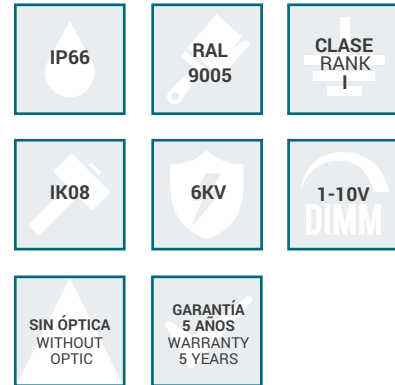 IP66
RAL
9005
CLASE
RANK
I
IK08
6KV
1-10V
DIMM
SIN ÓPTICA
WITHOUT
OPTIC
GARANTÍA
5 AÑOS
WARRANTY
5 YEARS